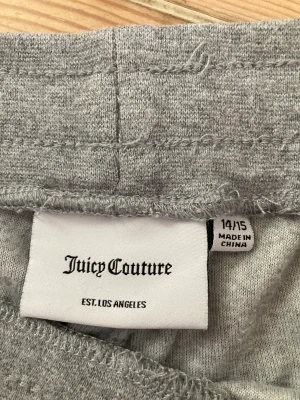 Juicy Couture
EST. LOS ANGELES
14/15
MADE IN
CHINA